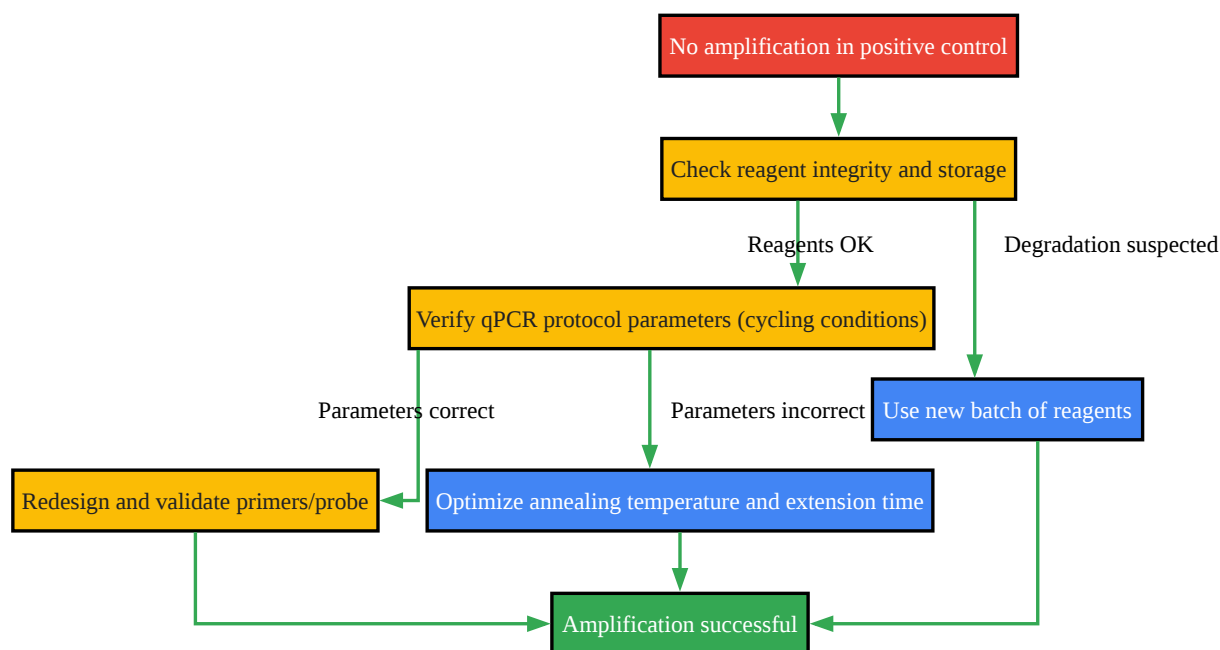 No amplification in positive control
Check reagent integrity and storage
Reagents OK
Degradation suspected
Verify qPCR protocol parameters (cycling conditions)
Parameters correct
Parameters incorrect
Use new batch of reagents
Redesign and validate primers/probe
Optimize annealing temperature and extension time
Amplification successful